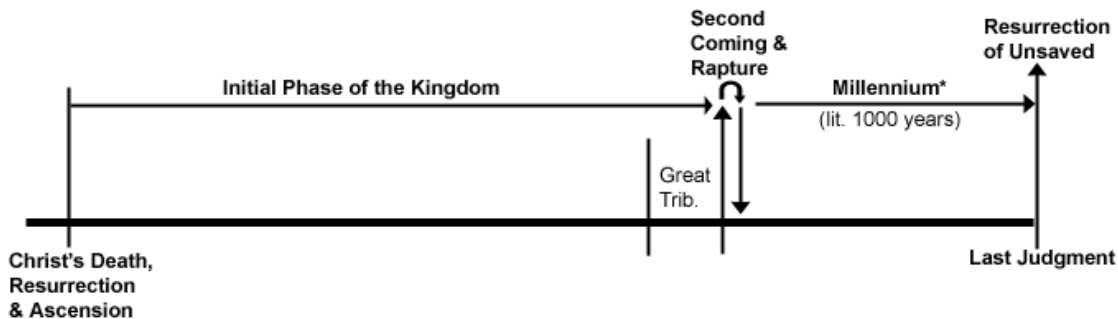 Second
Coming &
Rapture
Resurrection
of Unsaved
Initial Phase of the Kingdom
Millennium*
(lit. 1000 years)
Great
Trib.
Christ's Death,
Resurrection
& Ascension
Last Judgment